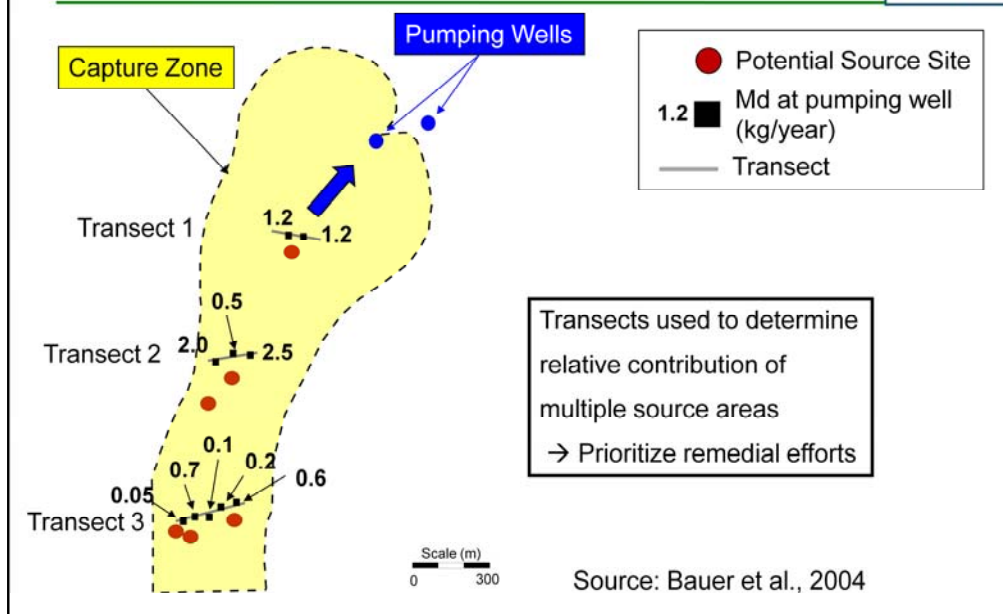 Pumping Wells
Capture Zone
Potential Source Site
1.2 Md at pumping well
(kg/year)
Transect
Transect 1
1.2
1.2
0.5
Transect 2
2.0
2.5
Transects used to determine
relative contribution of
multiple source areas
→ Prioritize remedial efforts
0.1
0.7
0.2
0.6
0.05
Transect 3
Scale (m)
0 300
Source: Bauer et al., 2004